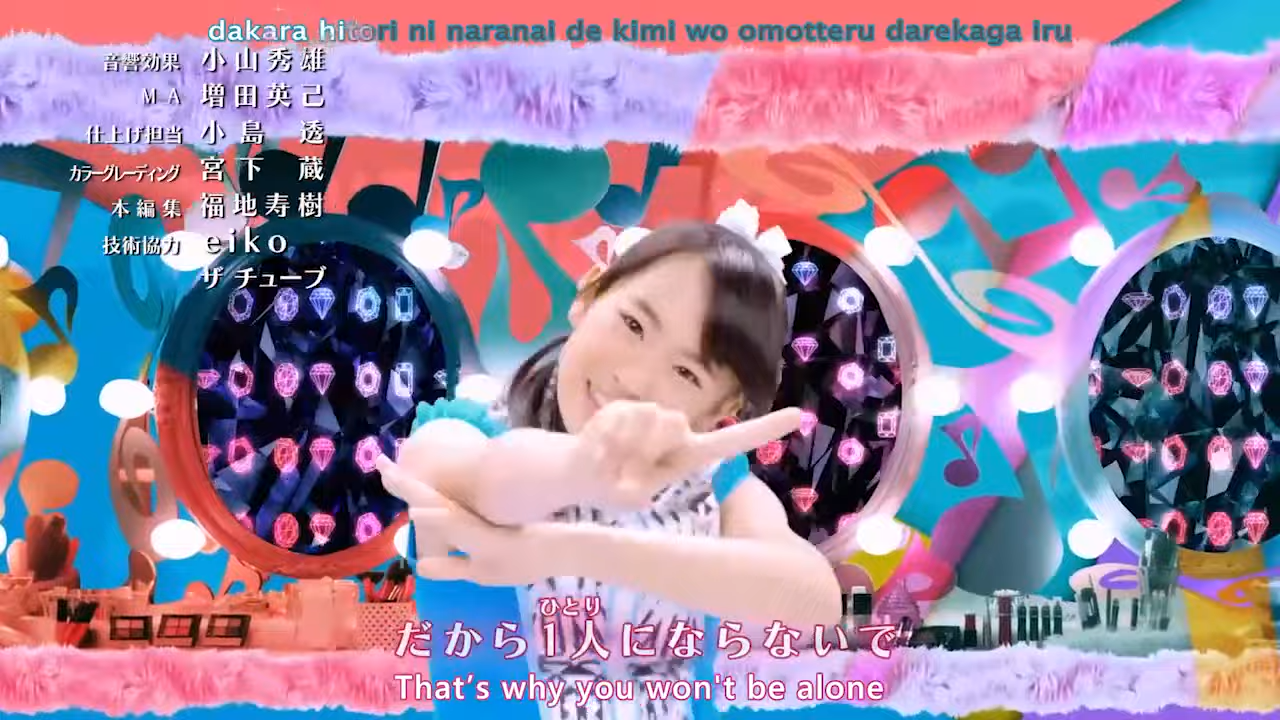 dakara hitori ni naranai de kimi wo omotteru darekaga iru
音響効果 小山秀雄
MA 増田英己
仕上げ担当 小島 透
カラーグレーディング 宮下 蔵
本編集 福地寿樹
技術協力 eiko
ザ チューブ
ひとり
だから1人にならないで
That's why you won't be alone